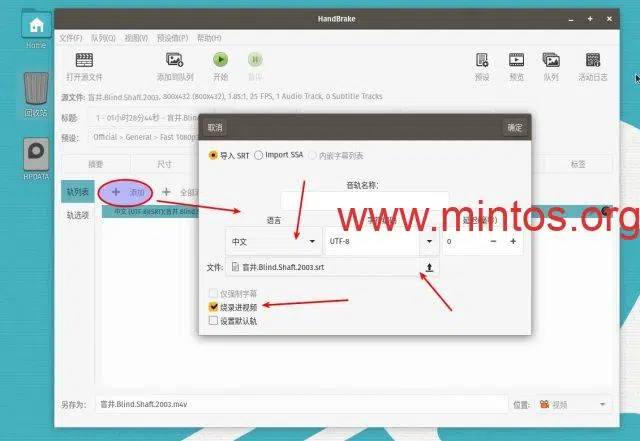 HandBrake
文件(F) 队列(Q) 视图(V) 预设值(P) 帮助(H)
Home
打开源文件 添加到队列 开始 暂停 预设 预览 队列 活动日志
源文件: 盲井.Blind.Shaft.2003, 800x432 (800x432), 1.85:1, 25 FPS, 1 Audio Track, 0 Subtitle Tracks
回收站
标题: 1 - 01小时28分44秒 - 盲井.Blind
预设: Official > General > Fast 1080p
取消 确定
导入 SRT Import SSA 内嵌字幕列表
摘要 尺寸 标签
HPDATA
轨列表 添加 全部
音轨名称:
轨选项 中文 (UTF-8)(SRT)(盲井.Blind.S
www.mintos.org
语言
中文 UTF-8 0
文件: 盲井.Blind.Shaft.2003.srt
仅强制字幕
烧录进视频
设置默认轨
另存为: 盲井.Blind.Shaft.2003.m4v 位置: 视频